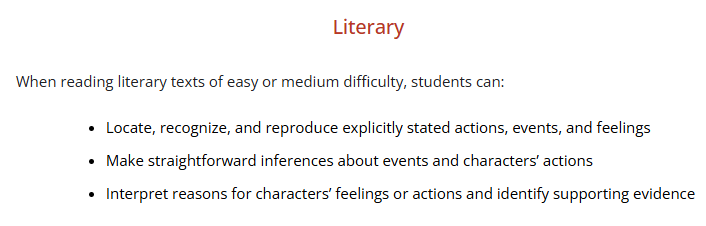 Literary
When reading literary texts of easy or medium difficulty, students can:
• Locate, recognize, and reproduce explicitly stated actions, events, and feelings
• Make straightforward inferences about events and characters’ actions
• Interpret reasons for characters’ feelings or actions and identify supporting evidence